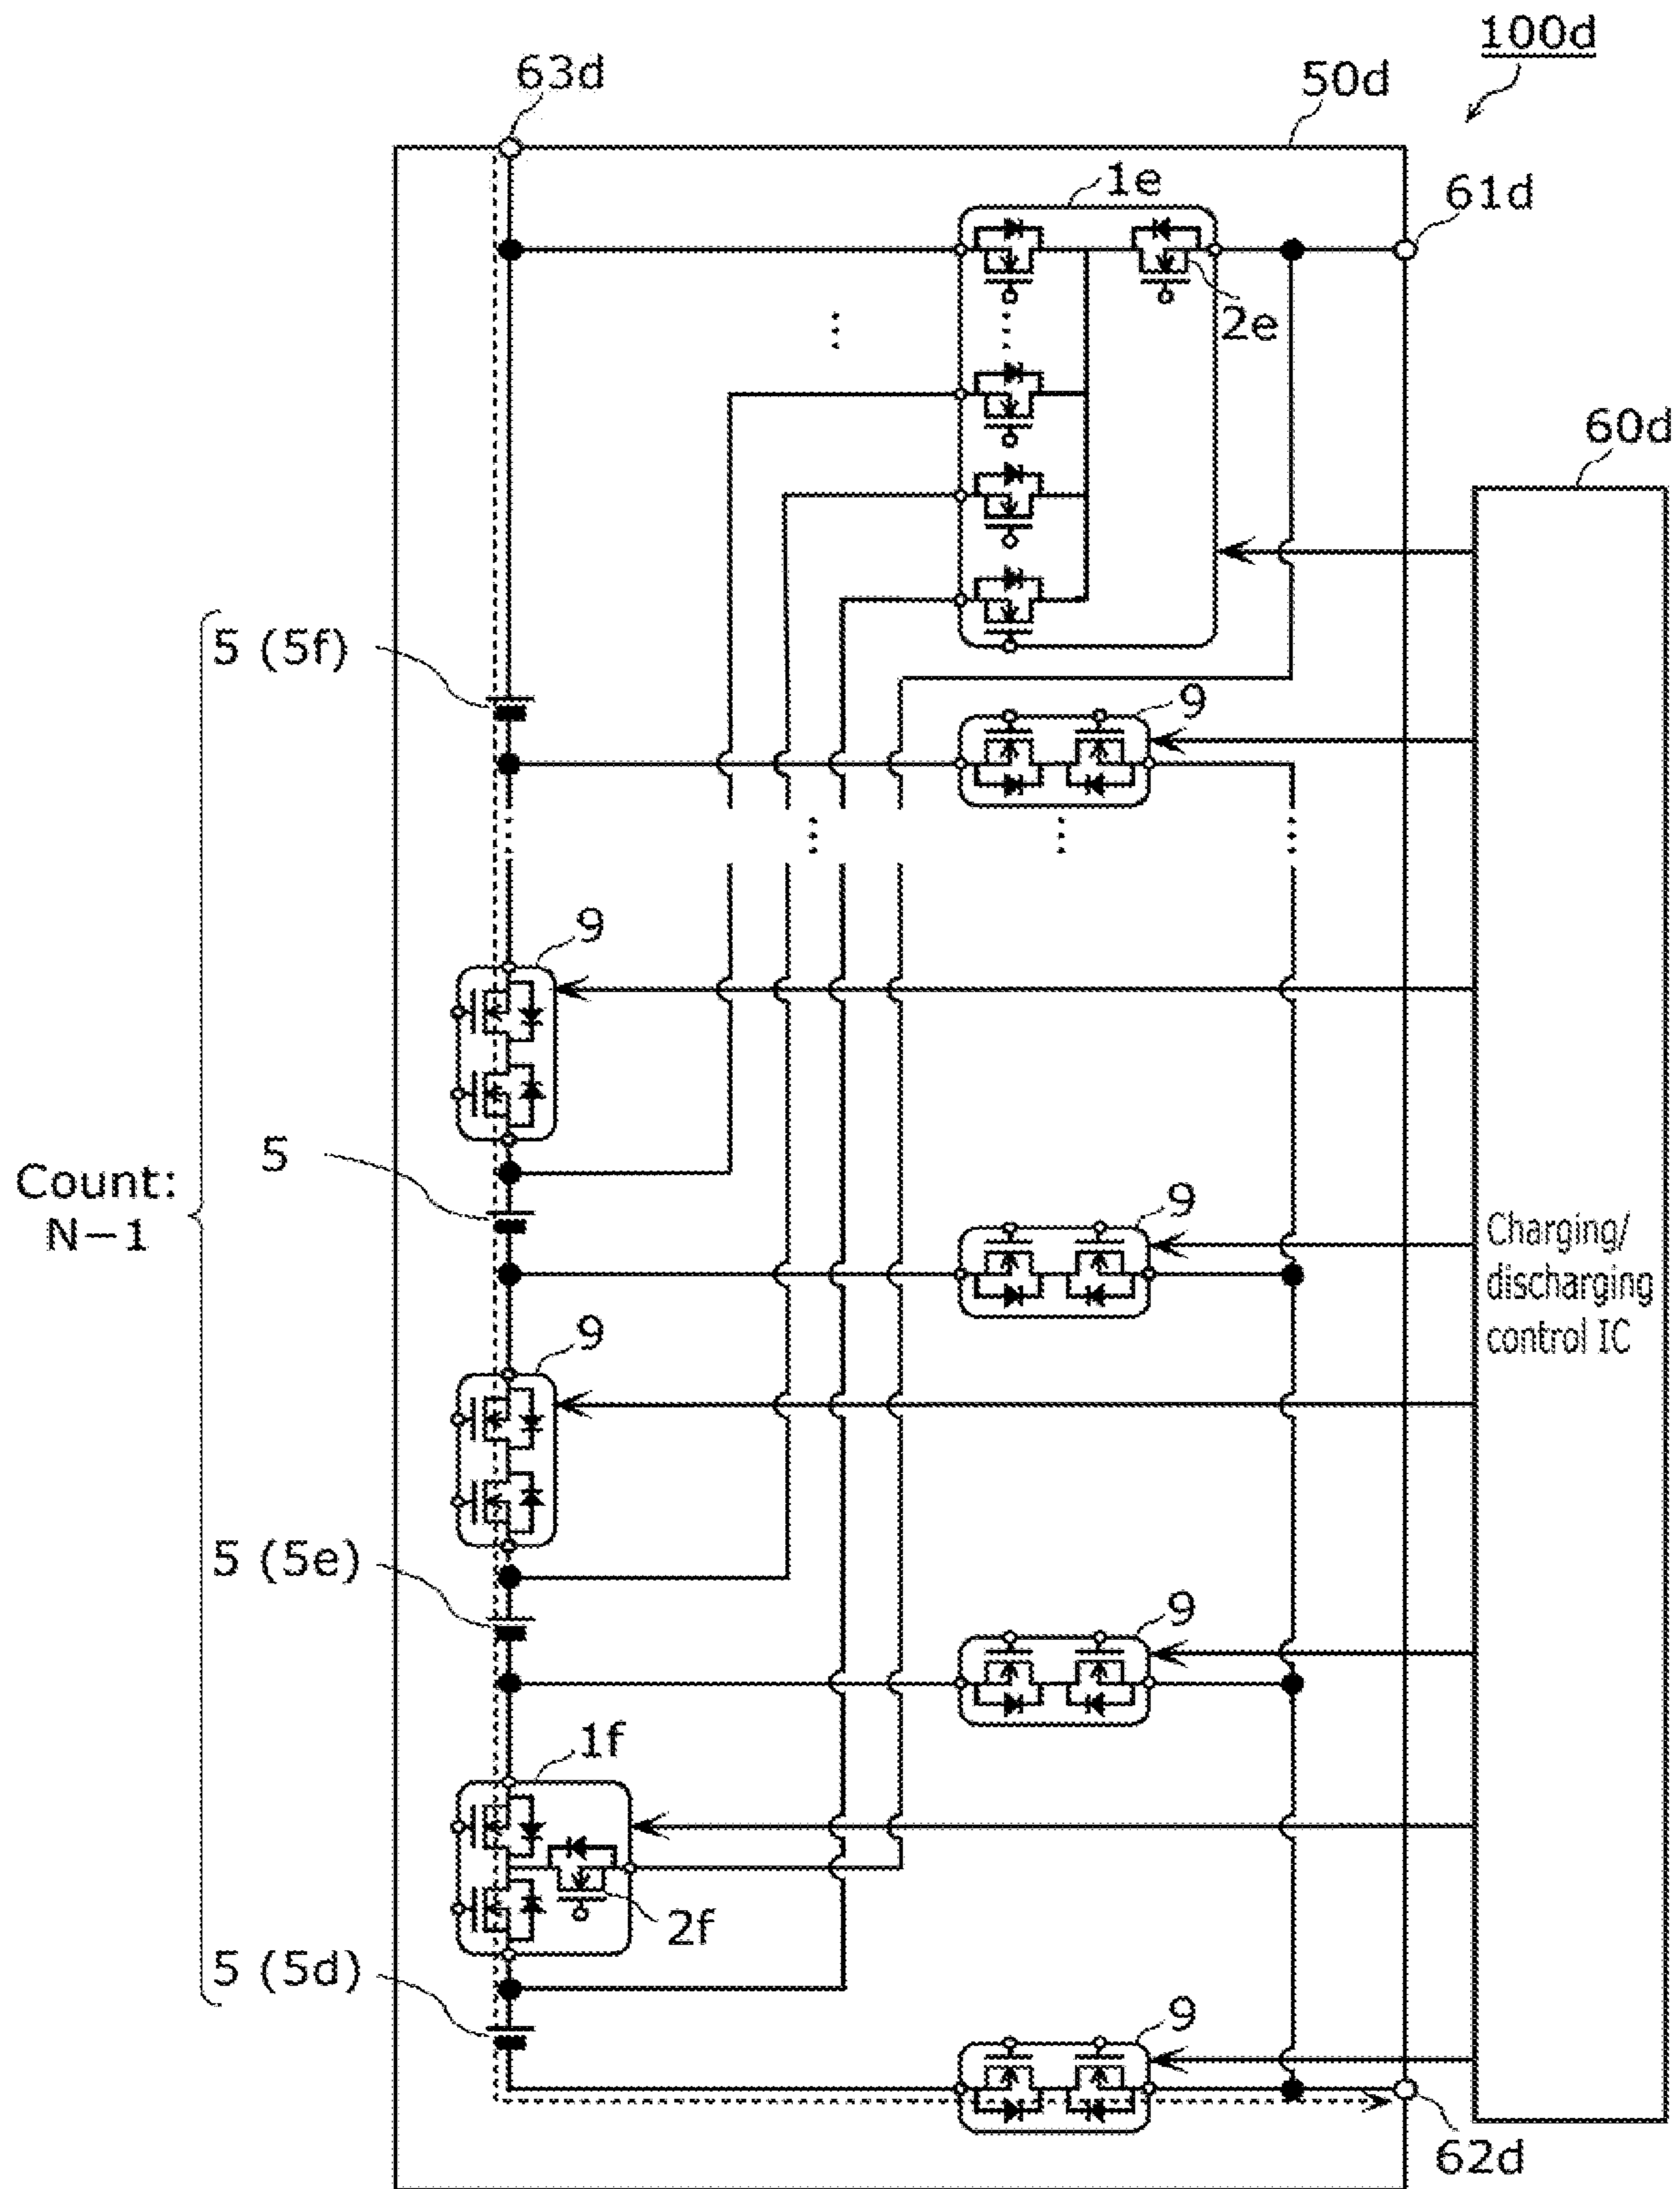 100d
63d
50d
1e
61d
2e
60d
5 (5f)
9
9
5
Count:
N−1
9
Charging/
discharging
control IC
9
5 (5e)
9
1f
2f
5 (5d)
9
62d